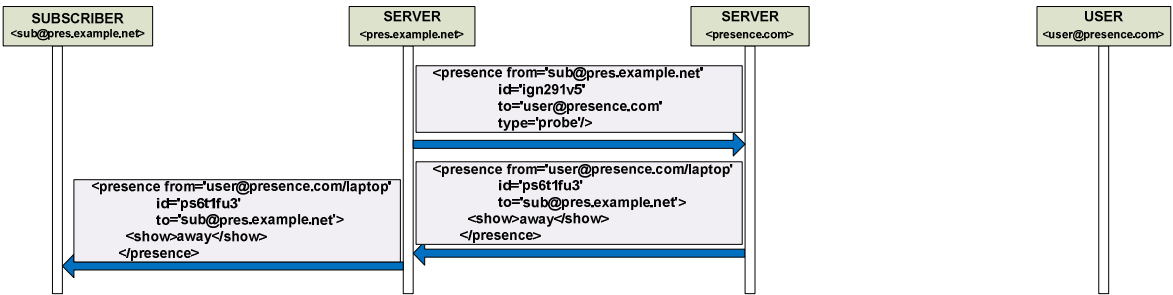 SUBSCRIBER
<sub@pres.example.net>
SERVER
<pres.example.net>
SERVER
<presence.com>
USER
<user@presence.com>
<presence from='sub@pres.example.net'
id='ign291v5'
to='user@presence.com'
type='probe'/>
<presence from='user@presence.com/laptop'
id='ps6t1fu3'
to='sub@pres.example.net'>
<show>away</show>
</presence>
<presence from='user@presence.com/laptop'
id='ps6t1fu3'
to='sub@pres.example.net'>
<show>away</show>
</presence>